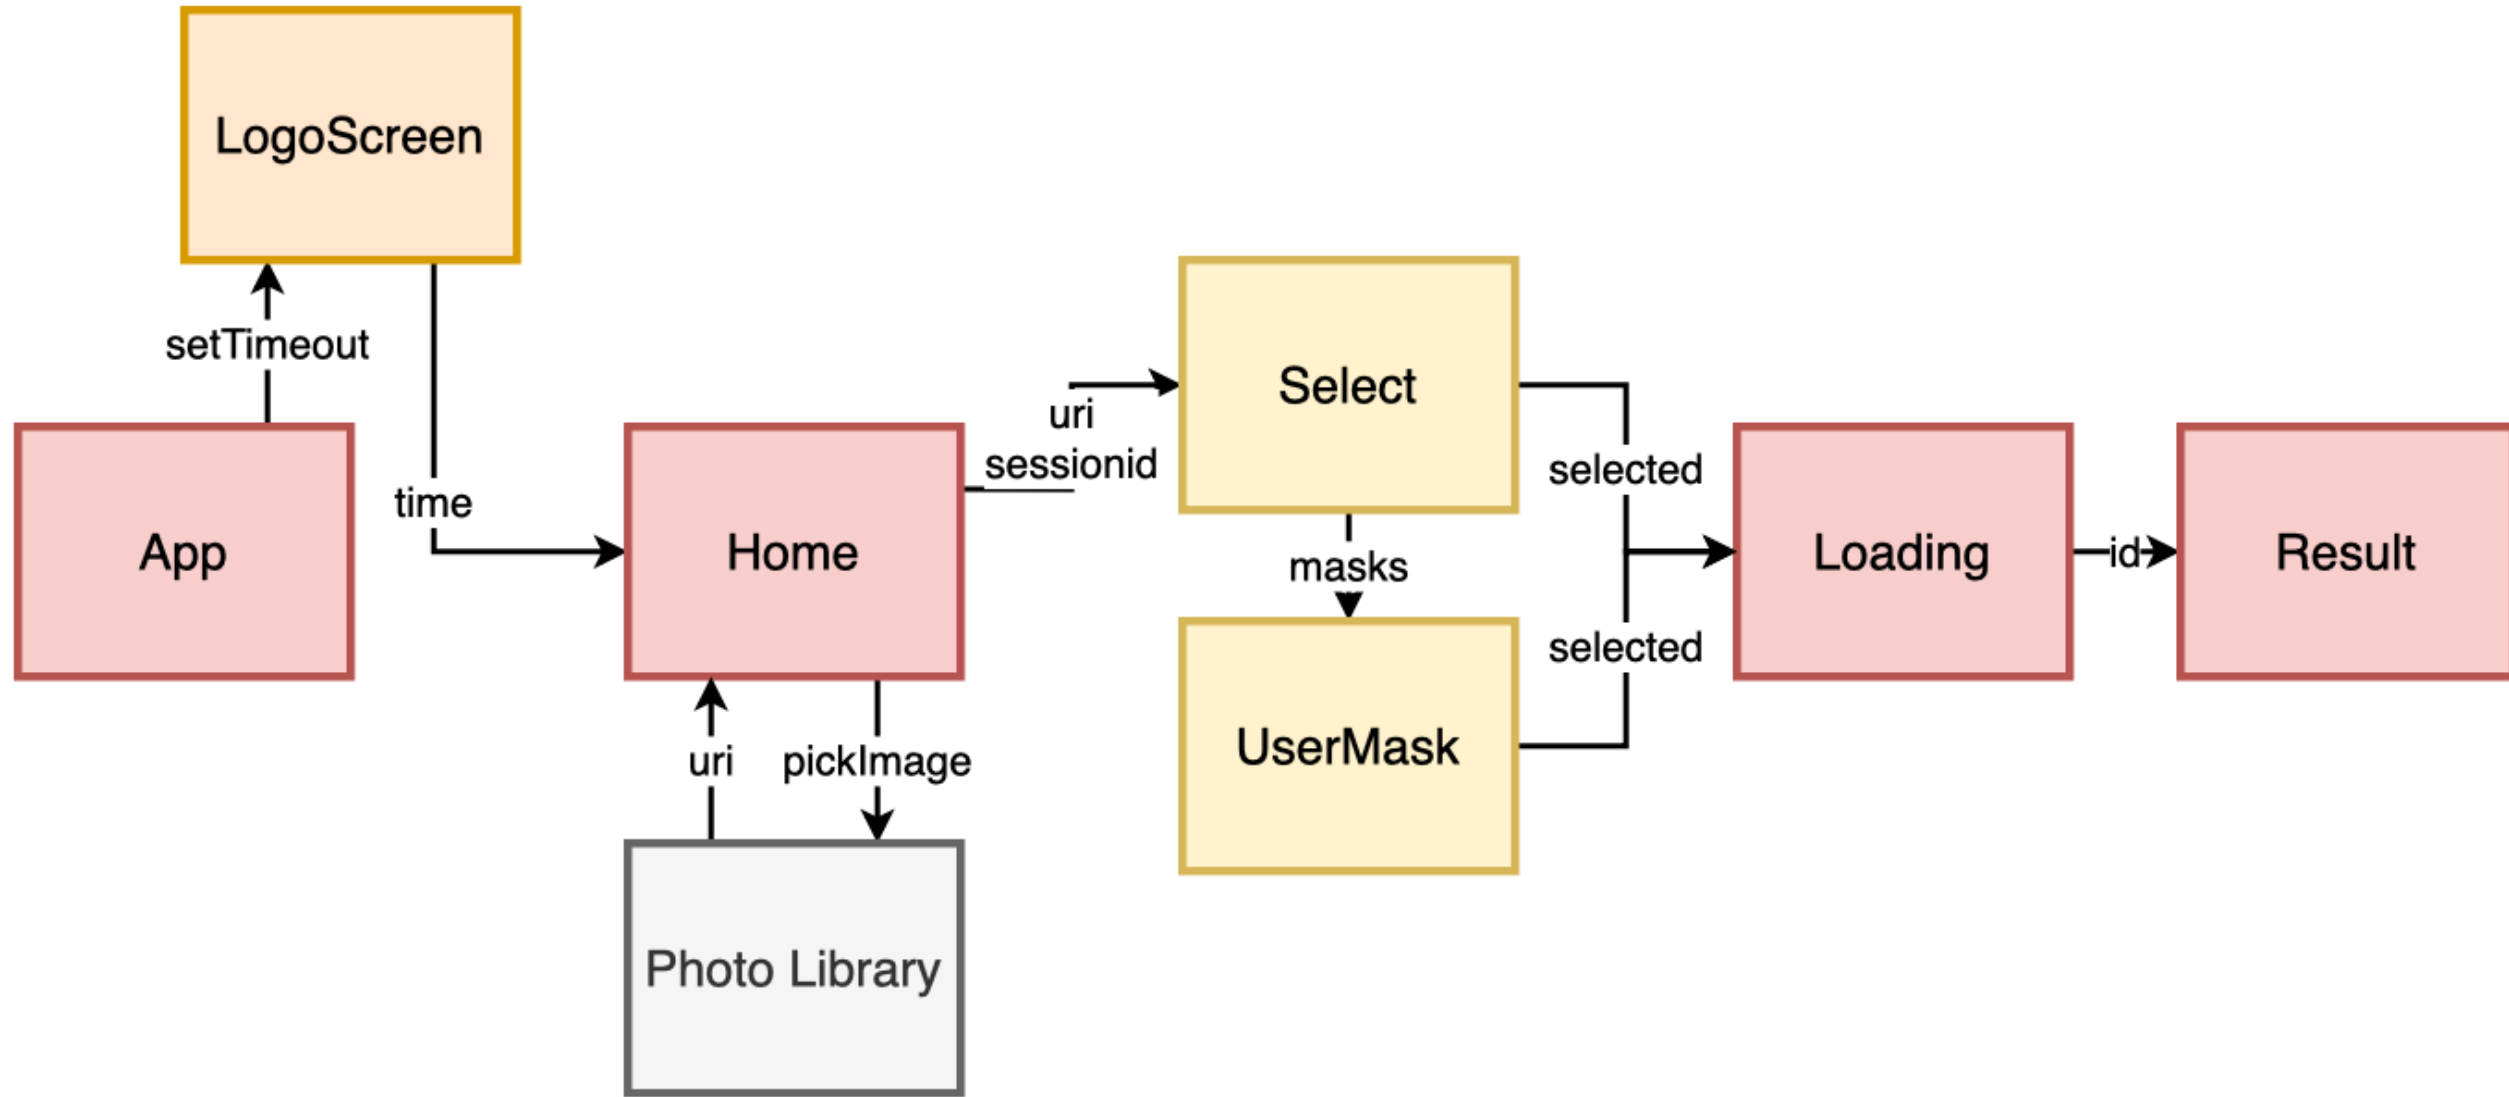 LogoScreen
setTimeout
time
App
Home
uri
sessionid
uri
pickImage
Photo Library
Select
masks
UserMask
selected
selected
Loading
id
Result